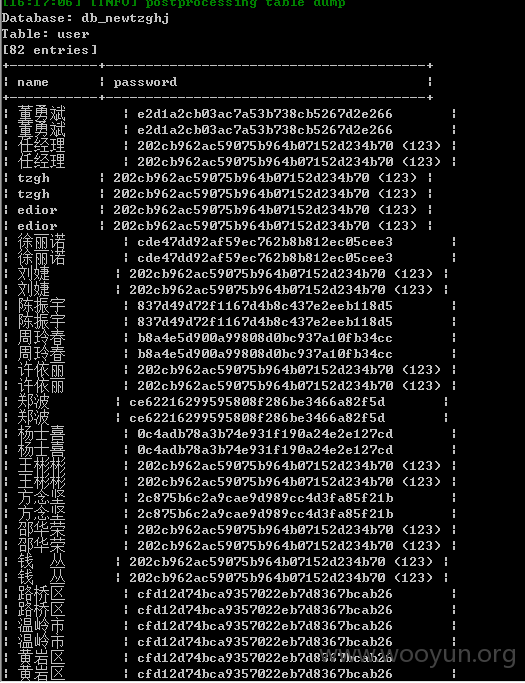 [16:17:06] [INFO] postprocessing table dump
Database: db_newtzghj
Table: user
[82 entries]
| name | password |
| 董勇斌 | e2d1a2cb03ac7a53b738cb5267d2e266 |
| 董勇斌 | e2d1a2cb03ac7a53b738cb5267d2e266 |
| 任经理 | 202cb962ac59075b964b07152d234b70 (123) |
| 任经理 | 202cb962ac59075b964b07152d234b70 (123) |
| tzgh | 202cb962ac59075b964b07152d234b70 (123) |
| tzgh | 202cb962ac59075b964b07152d234b70 (123) |
| edior | 202cb962ac59075b964b07152d234b70 (123) |
| edior | 202cb962ac59075b964b07152d234b70 (123) |
| 徐丽诺 | cde47dd92af59ec762b8b812ec05cee3 |
| 徐丽诺 | cde47dd92af59ec762b8b812ec05cee3 |
| 刘婕 | 202cb962ac59075b964b07152d234b70 (123) |
| 刘婕 | 202cb962ac59075b964b07152d234b70 (123) |
| 陈振宇 | 837d49d72f1167d4b8c437e2eeb118d5 |
| 陈振宇 | 837d49d72f1167d4b8c437e2eeb118d5 |
| 周玲春 | b8a4e5d900a99808d0bc937a10fb34cc |
| 周玲春 | b8a4e5d900a99808d0bc937a10fb34cc |
| 许依丽 | 202cb962ac59075b964b07152d234b70 (123) |
| 许依丽 | 202cb962ac59075b964b07152d234b70 (123) |
| 郑波 | ce62216299595808f286be3466a82f5d |
| 郑波 | ce62216299595808f286be3466a82f5d |
| 杨士喜 | 0c4adb78a3b74e931f190a24e2e127cd |
| 杨士喜 | 0c4adb78a3b74e931f190a24e2e127cd |
| 王彬彬 | 202cb962ac59075b964b07152d234b70 (123) |
| 王彬彬 | 202cb962ac59075b964b07152d234b70 (123) |
| 方念坚 | 2c875b6c2a9cae9d989cc4d3fa85f21b |
| 方念坚 | 2c875b6c2a9cae9d989cc4d3fa85f21b |
| 邵华荣 | 202cb962ac59075b964b07152d234b70 (123) |
| 邵华荣 | 202cb962ac59075b964b07152d234b70 (123) |
| 钱　丛 | 202cb962ac59075b964b07152d234b70 (123) |
| 钱　丛 | 202cb962ac59075b964b07152d234b70 (123) |
| 路桥区 | cfd12d74bca9357022eb7d8367bcab26 |
| 路桥区 | cfd12d74bca9357022eb7d8367bcab26 |
| 温岭市 | cfd12d74bca9357022eb7d8367bcab26 |
| 温岭市 | cfd12d74bca9357022eb7d8367bcab26 |
| 黄岩区 | cfd12d74bca9357022eb7d8367bcab26 |
| 黄岩区 | cfd12d74bca9357022eb7d8367bcab26 |
www.wooyun.org